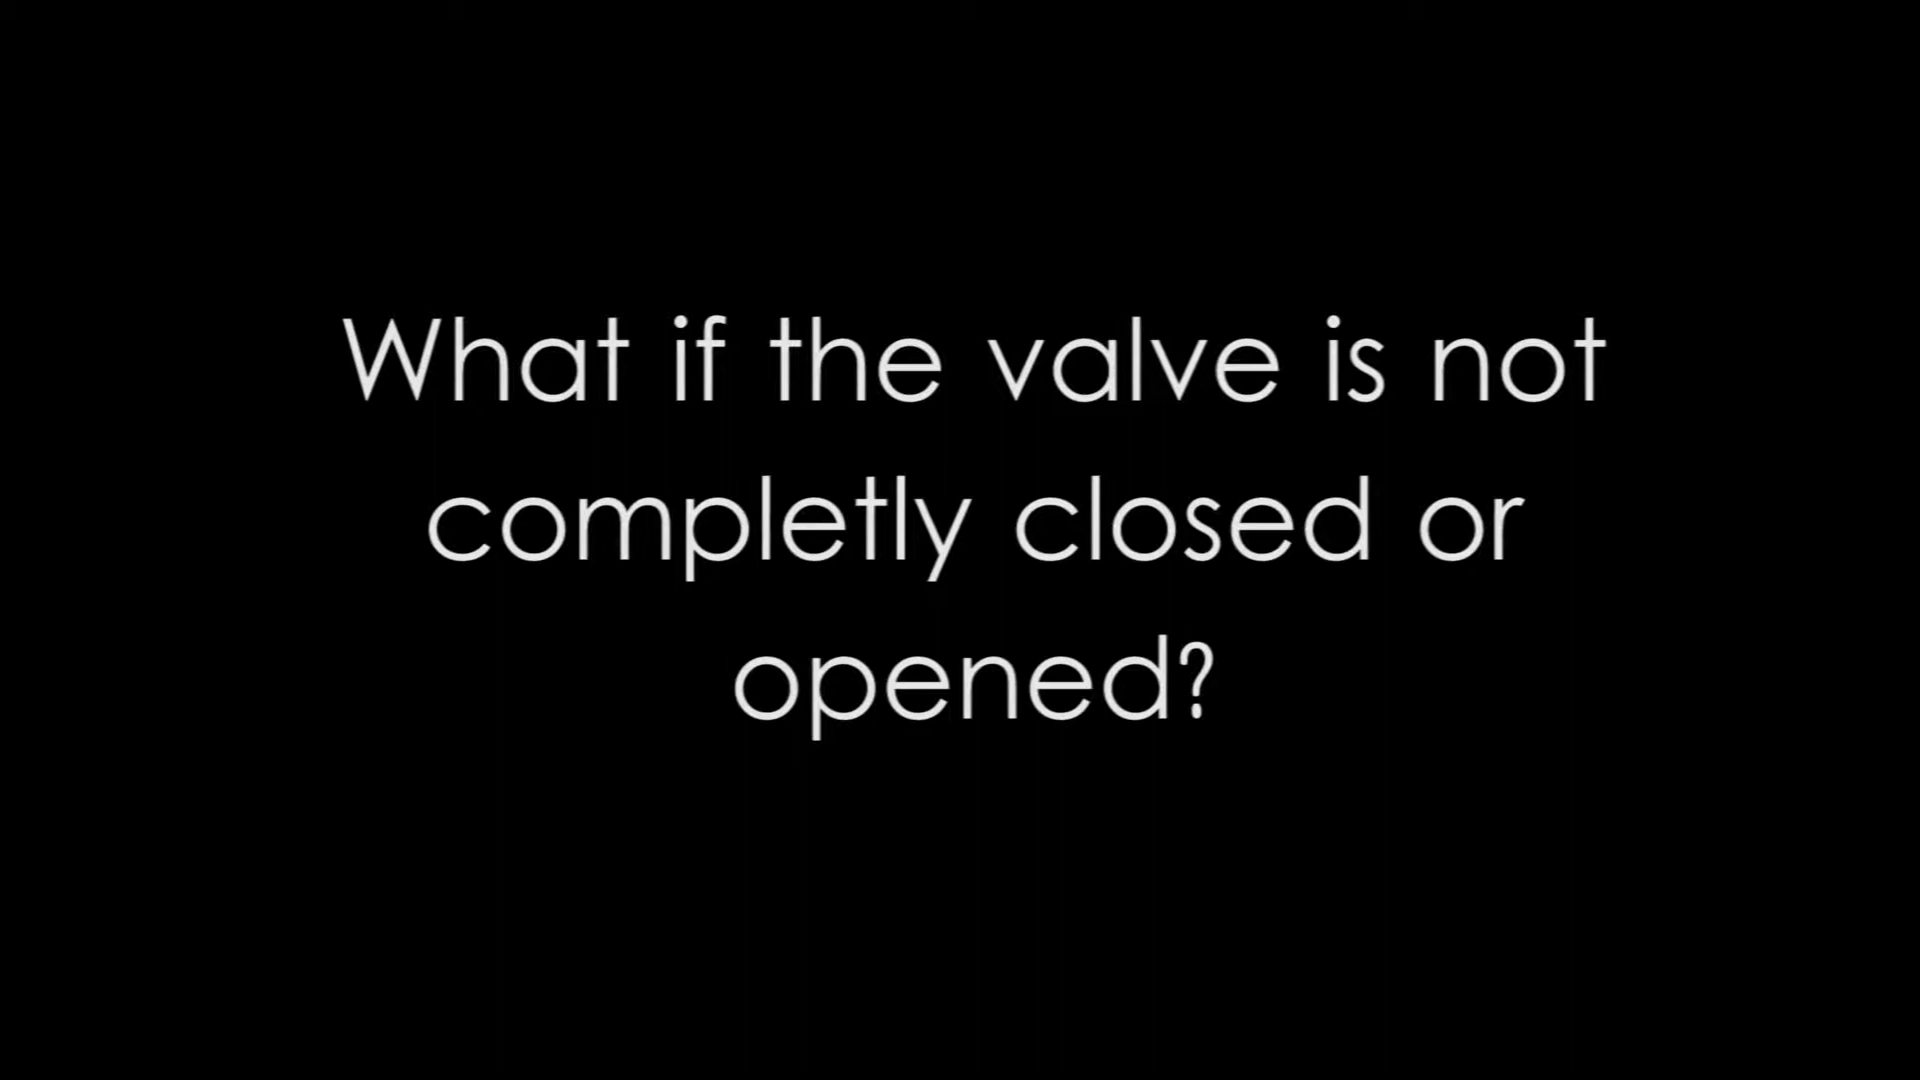 What if the valve is not
completly closed or
opened?